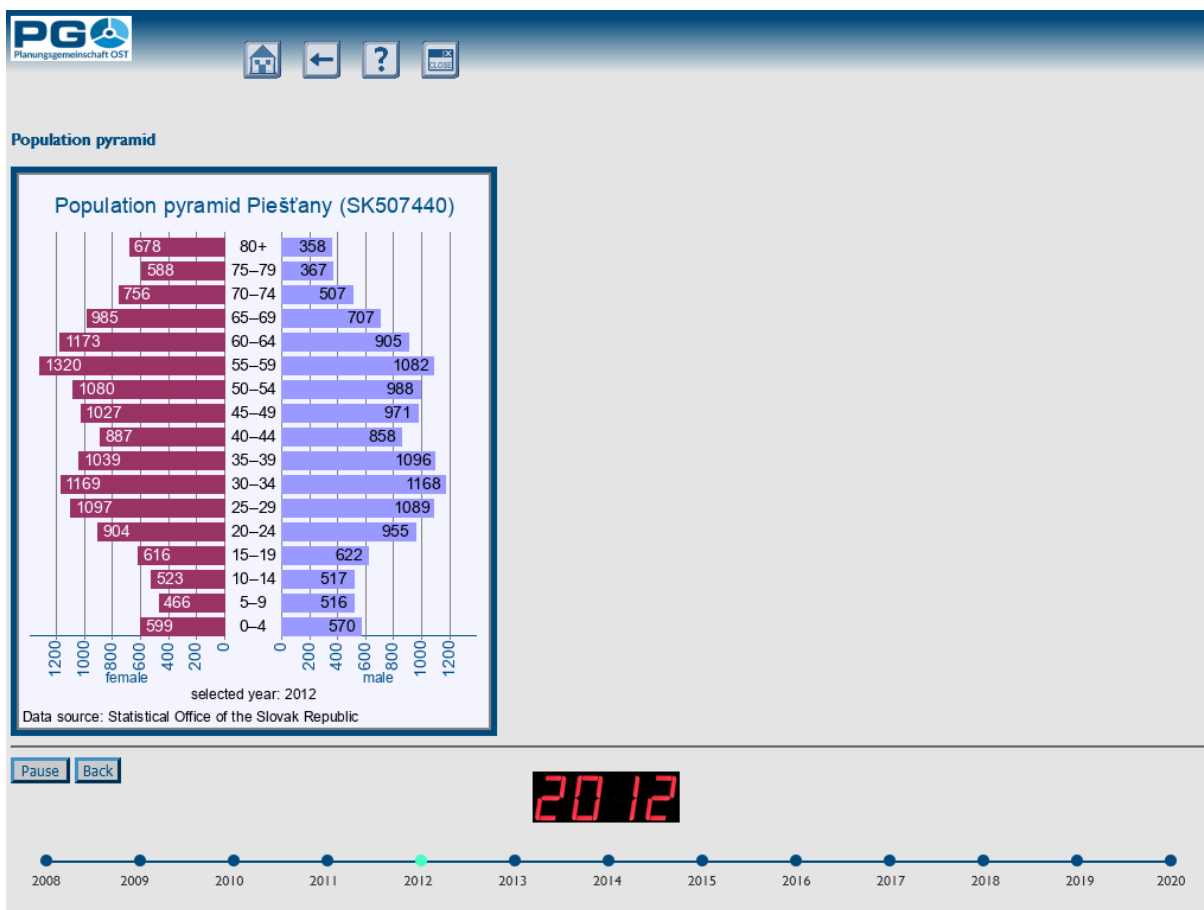 PGO
Planungsgemeinschaft OST
?
X
CLOSE
Population pyramid
Population pyramid Piešťany (SK507440)
678 80+ 358
588 75–79 367
756 70–74 507
985 65–69 707
1173 60–64 905
1320 55–59 1082
1080 50–54 988
1027 45–49 971
887 40–44 858
1039 35–39 1096
1169 30–34 1168
1097 25–29 1089
904 20–24 955
616 15–19 622
523 10–14 517
466 5–9 516
599 0–4 570
1200 1000 800 600 400 200 0 0 200 400 600 800 1000 1200
female male
selected year: 2012
Data source: Statistical Office of the Slovak Republic
Pause Back
2012
2008 2009 2010 2011 2012 2013 2014 2015 2016 2017 2018 2019 2020